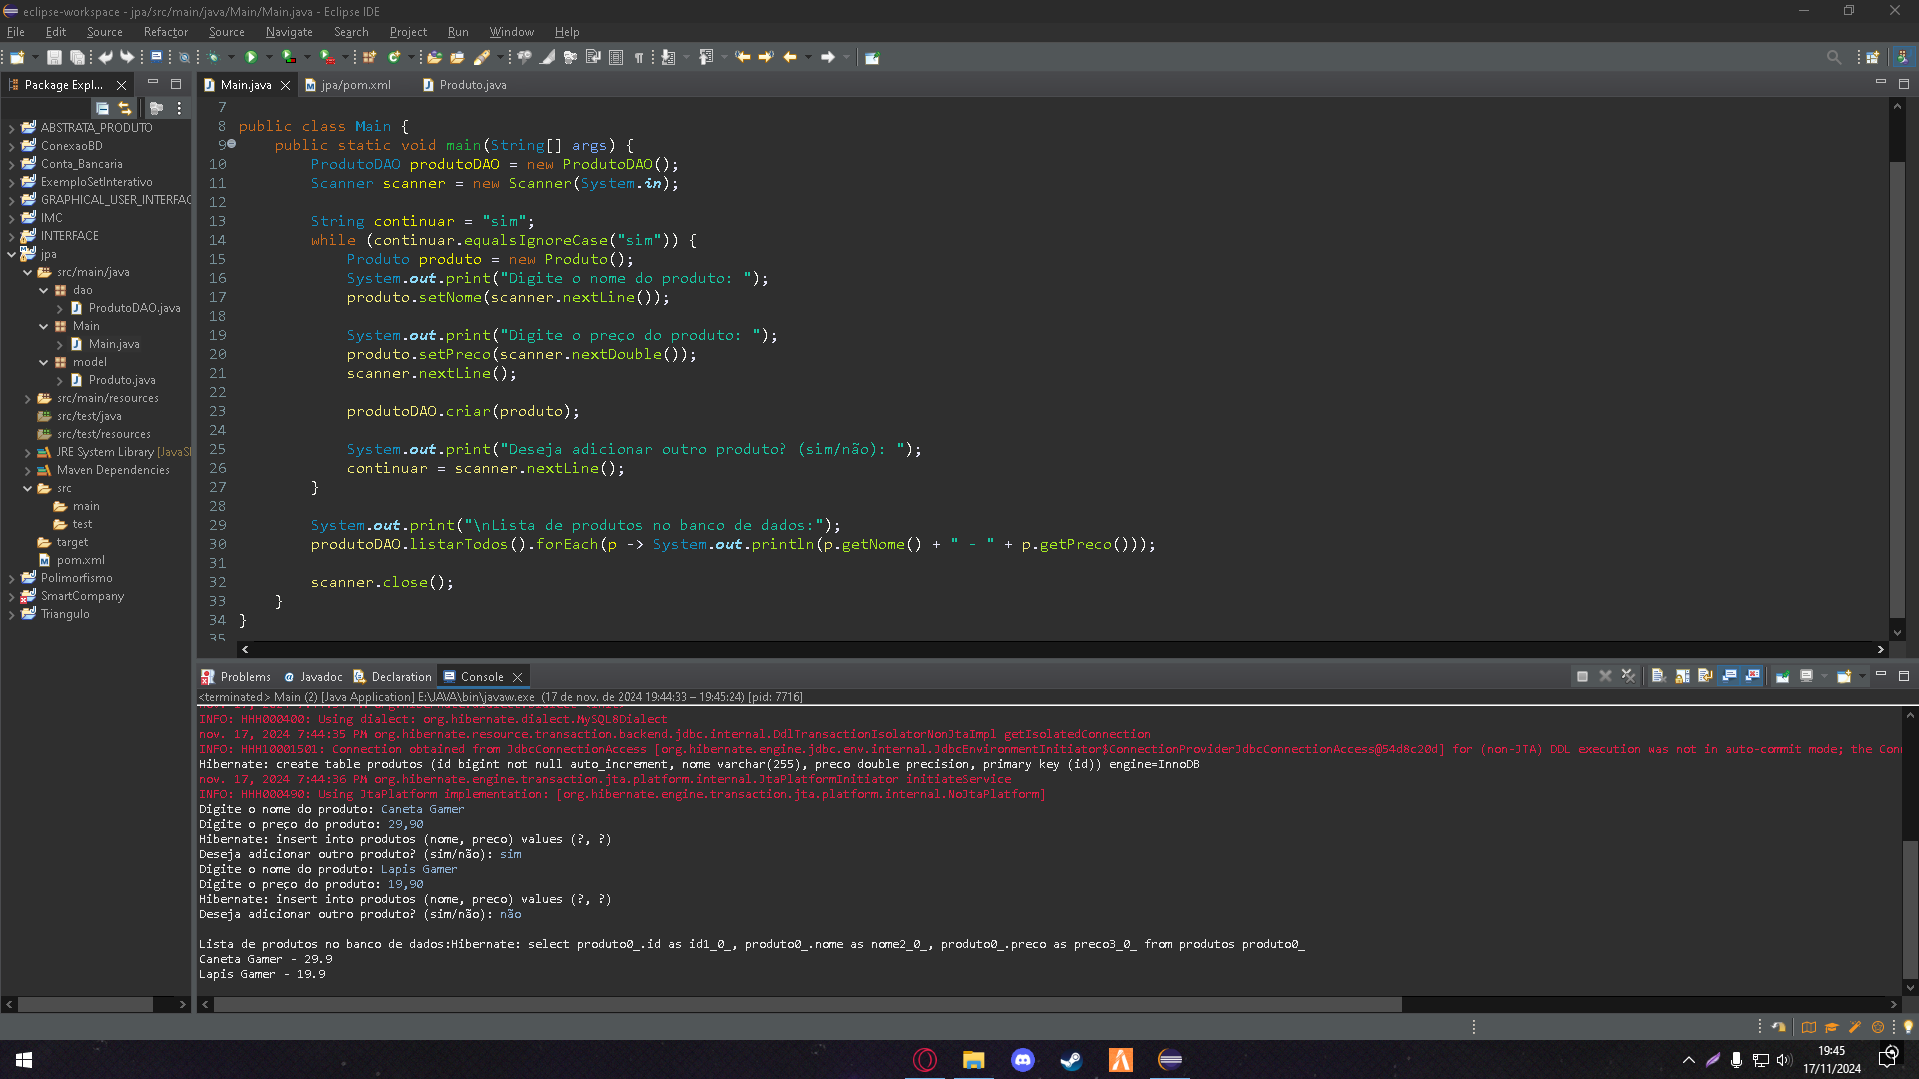 eclipse-workspace - jpa/src/main/java/Main/Main.java - Eclipse IDE
File Edit Source Refactor Source Navigate Search Project Run Window Help
Package Expl...
Main.java
jpa/pom.xml
Produto.java
ABSTRATA_PRODUTO
ConexaoBD
Conta_Bancaria
ExemploSetInterativo
GRAPHICAL_USER_INTERFAC
IMC
INTERFACE
jpa
src/main/java
dao
ProdutoDAO.java
Main
Main.java
model
Produto.java
src/main/resources
src/test/java
src/test/resources
JRE System Library [JavaSE
Maven Dependencies
src
main
test
target
pom.xml
Polimorfismo
SmartCompany
Triangulo
7
8 public class Main {
9 public static void main(String[] args) {
10 ProdutoDAO produtoDAO = new ProdutoDAO();
11 Scanner scanner = new Scanner(System.in);
12
13 String continuar = "sim";
14 while (continuar.equalsIgnoreCase("sim")) {
15 Produto produto = new Produto();
16 System.out.print("Digite o nome do produto: ");
17 produto.setNome(scanner.nextLine());
18
19 System.out.print("Digite o preço do produto: ");
20 produto.setPreco(scanner.nextDouble());
21 scanner.nextLine();
22
23 produtoDAO.criar(produto);
24
25 System.out.print("Deseja adicionar outro produto? (sim/não): ");
26 continuar = scanner.nextLine();
27 }
28
29 System.out.print("\nLista de produtos no banco de dados:");
30 produtoDAO.listarTodos().forEach(p -> System.out.println(p.getNome() + " - " + p.getPreco()));
31
32 scanner.close();
33 }
34 }
35
Problems Javadoc Declaration Console
<terminated> Main (2) [Java Application] E:\JAVA\bin\javaw.exe (17 de nov. de 2024 19:44:33 – 19:45:24) [pid: 7716]
INFO: HHH000400: Using dialect: org.hibernate.dialect.MySQL8Dialect
nov. 17, 2024 7:44:35 PM org.hibernate.resource.transaction.backend.jdbc.internal.DdlTransactionIsolatorNonJtaImpl getIsolatedConnection
INFO: HHH10001501: Connection obtained from JdbcConnectionAccess [org.hibernate.engine.jdbc.env.internal.JdbcEnvironmentInitiator$ConnectionProviderJdbcConnectionAccess@54d8c20d] for (non-JTA) DDL execution was not in auto-commit mode; the Con
Hibernate: create table produtos (id bigint not null auto_increment, nome varchar(255), preco double precision, primary key (id)) engine=InnoDB
nov. 17, 2024 7:44:36 PM org.hibernate.engine.transaction.jta.platform.internal.JtaPlatformInitiator initiateService
INFO: HHH000490: Using JtaPlatform implementation: [org.hibernate.engine.transaction.jta.platform.internal.NoJtaPlatform]
Digite o nome do produto: Caneta Gamer
Digite o preço do produto: 29,90
Hibernate: insert into produtos (nome, preco) values (?, ?)
Deseja adicionar outro produto? (sim/não): sim
Digite o nome do produto: Lapis Gamer
Digite o preço do produto: 19,90
Hibernate: insert into produtos (nome, preco) values (?, ?)
Deseja adicionar outro produto? (sim/não): não
Lista de produtos no banco de dados:Hibernate: select produto0_.id as id1_0_, produto0_.nome as nome2_0_, produto0_.preco as preco3_0_ from produtos produto0_
Caneta Gamer - 29.9
Lapis Gamer - 19.9
19:45
17/11/2024